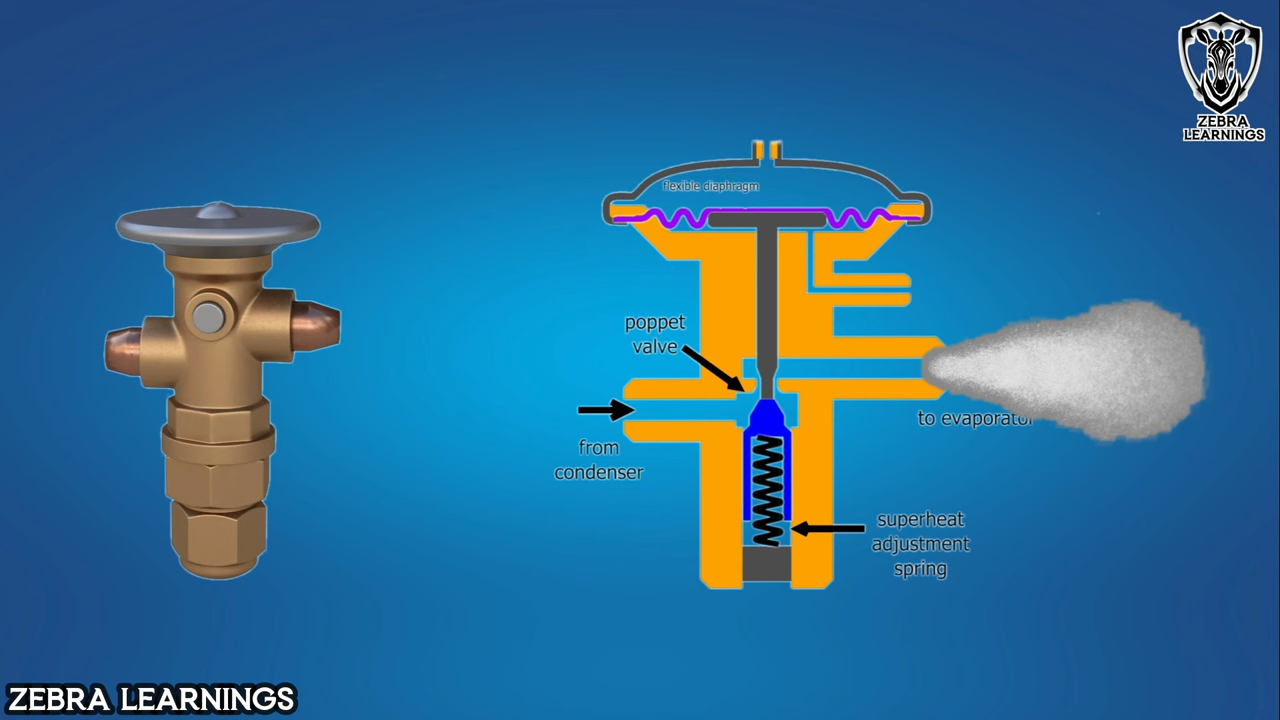 ZEBRA
LEARNINGS
flexible diaphragm
poppet
valve
from
condenser
to evaporator
superheat
adjustment
spring
ZEBRA LEARNINGS